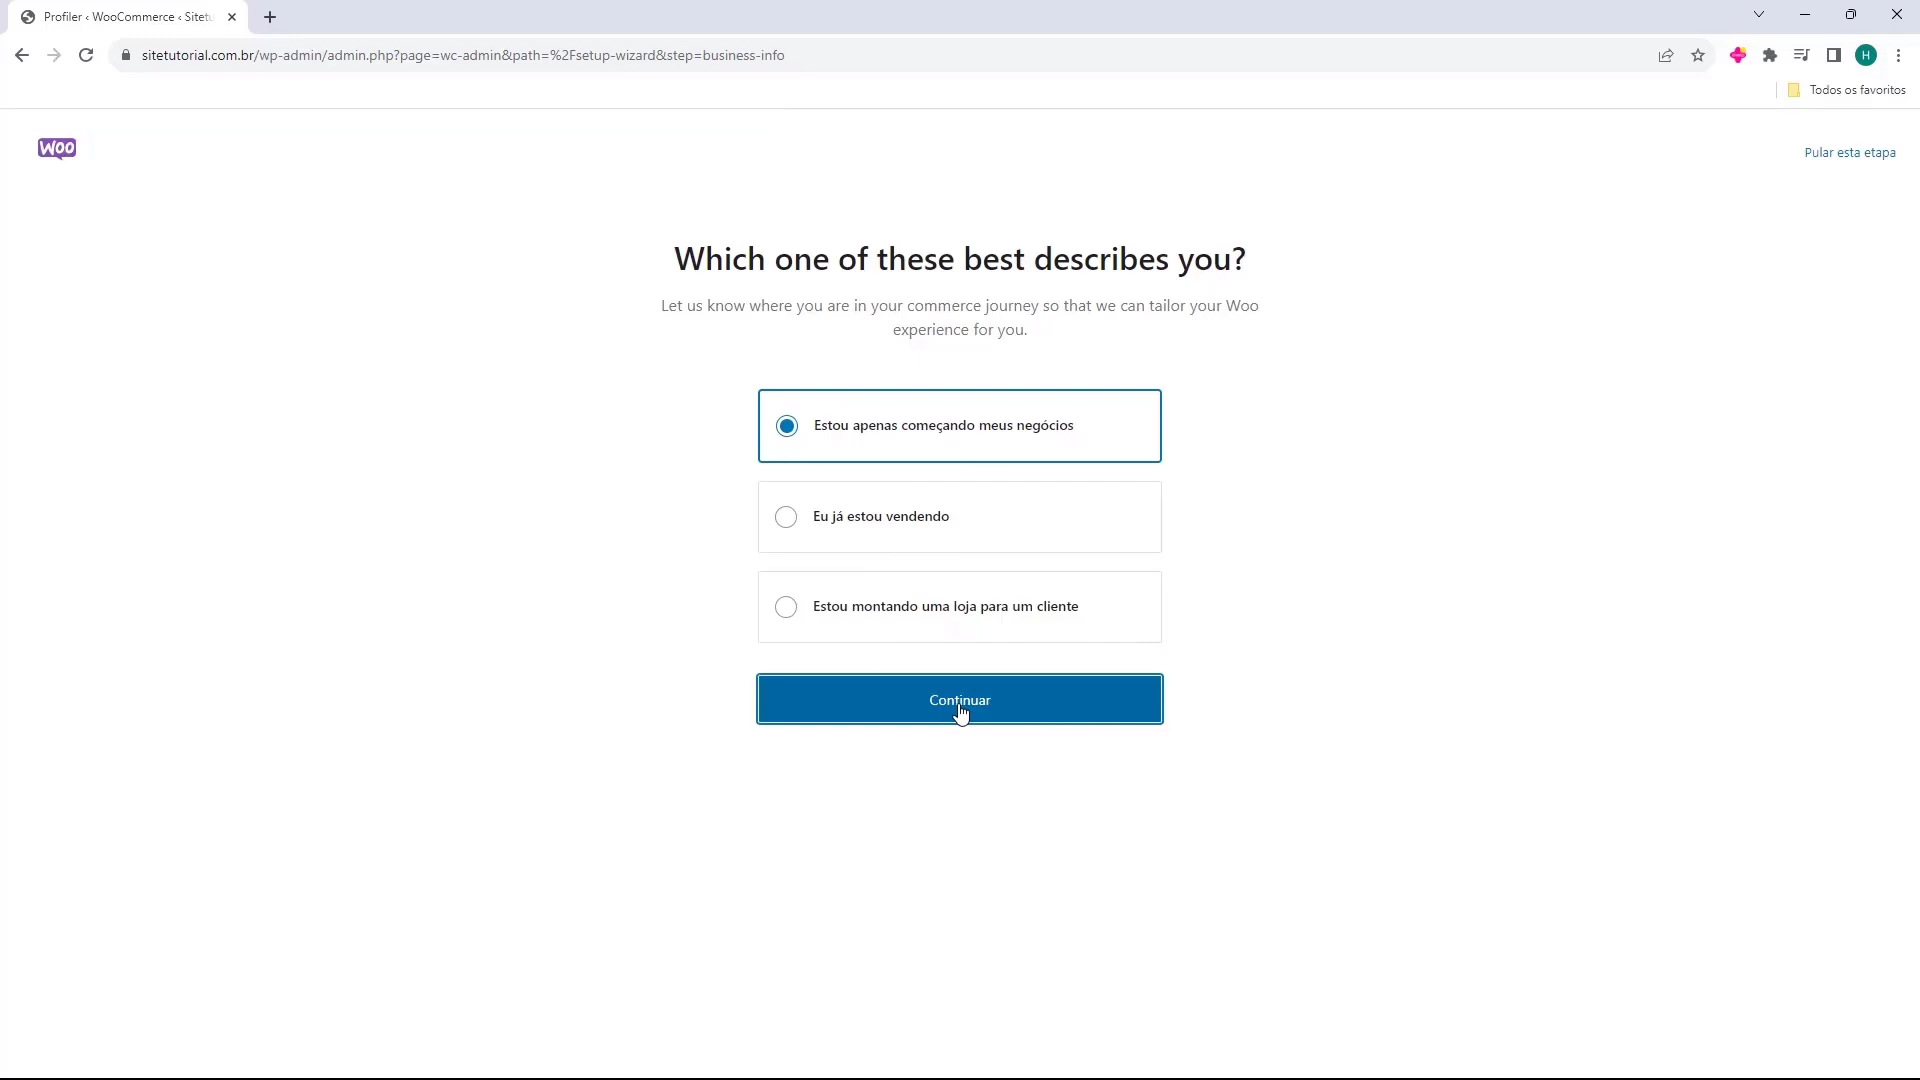 Profiler ‹ WooCommerce ‹ Sitetu
sitetutorial.com.br/wp-admin/admin.php?page=wc-admin&path=%2Fsetup-wizard&step=business-info
H
Todos os favoritos
WOO
Pular esta etapa
Which one of these best describes you?
Let us know where you are in your commerce journey so that we can tailor your Woo
experience for you.
Estou apenas começando meus negócios
Eu já estou vendendo
Estou montando uma loja para um cliente
Continuar